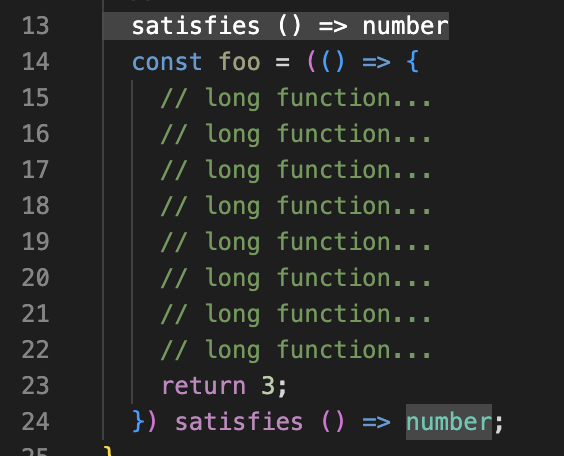 13 satisfies () => number
14 const foo = (() => {
15 // long function...
16 // long function...
17 // long function...
18 // long function...
19 // long function...
20 // long function...
21 // long function...
22 // long function...
23 return 3;
24 }) satisfies () => number;
25 }